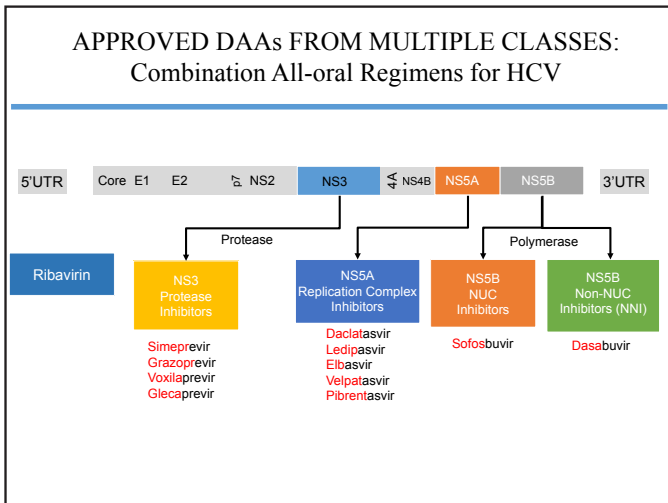 APPROVED DAAs FROM MULTIPLE CLASSES:
Combination All-oral Regimens for HCV
5'UTR
Core E1 E2 p7 NS2 NS3 4A NS4B NS5A NS5B
3'UTR
Protease
Polymerase
Ribavirin
NS3
Protease
Inhibitors
Simeprevir
Grazoprevir
Voxilaprevir
Glecaprevir
NS5A
Replication Complex
Inhibitors
Daclatasvir
Ledipasvir
Elbasvir
Velpatasvir
Pibrentasvir
NS5B
NUC
Inhibitors
Sofosbuvir
NS5B
Non-NUC
Inhibitors (NNI)
Dasabuvir